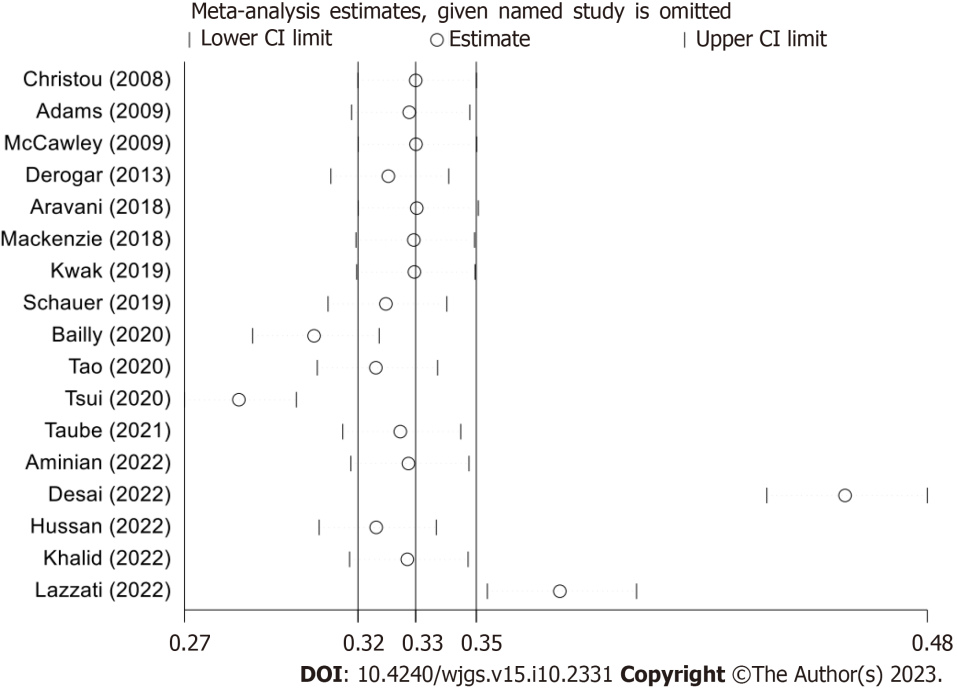 Meta-analysis estimates, given named study is omitted
| Lower CI limit ○ Estimate | Upper CI limit
Christou (2008)
Adams (2009)
McCawley (2009)
Derogar (2013)
Aravani (2018)
Mackenzie (2018)
Kwak (2019)
Schauer (2019)
Bailly (2020)
Tao (2020)
Tsui (2020)
Taube (2021)
Aminian (2022)
Desai (2022)
Hussan (2022)
Khalid (2022)
Lazzati (2022)
0.27 0.32 0.33 0.35 0.48
DOI: 10.4240/wjgs.v15.i10.2331 Copyright ©The Author(s) 2023.